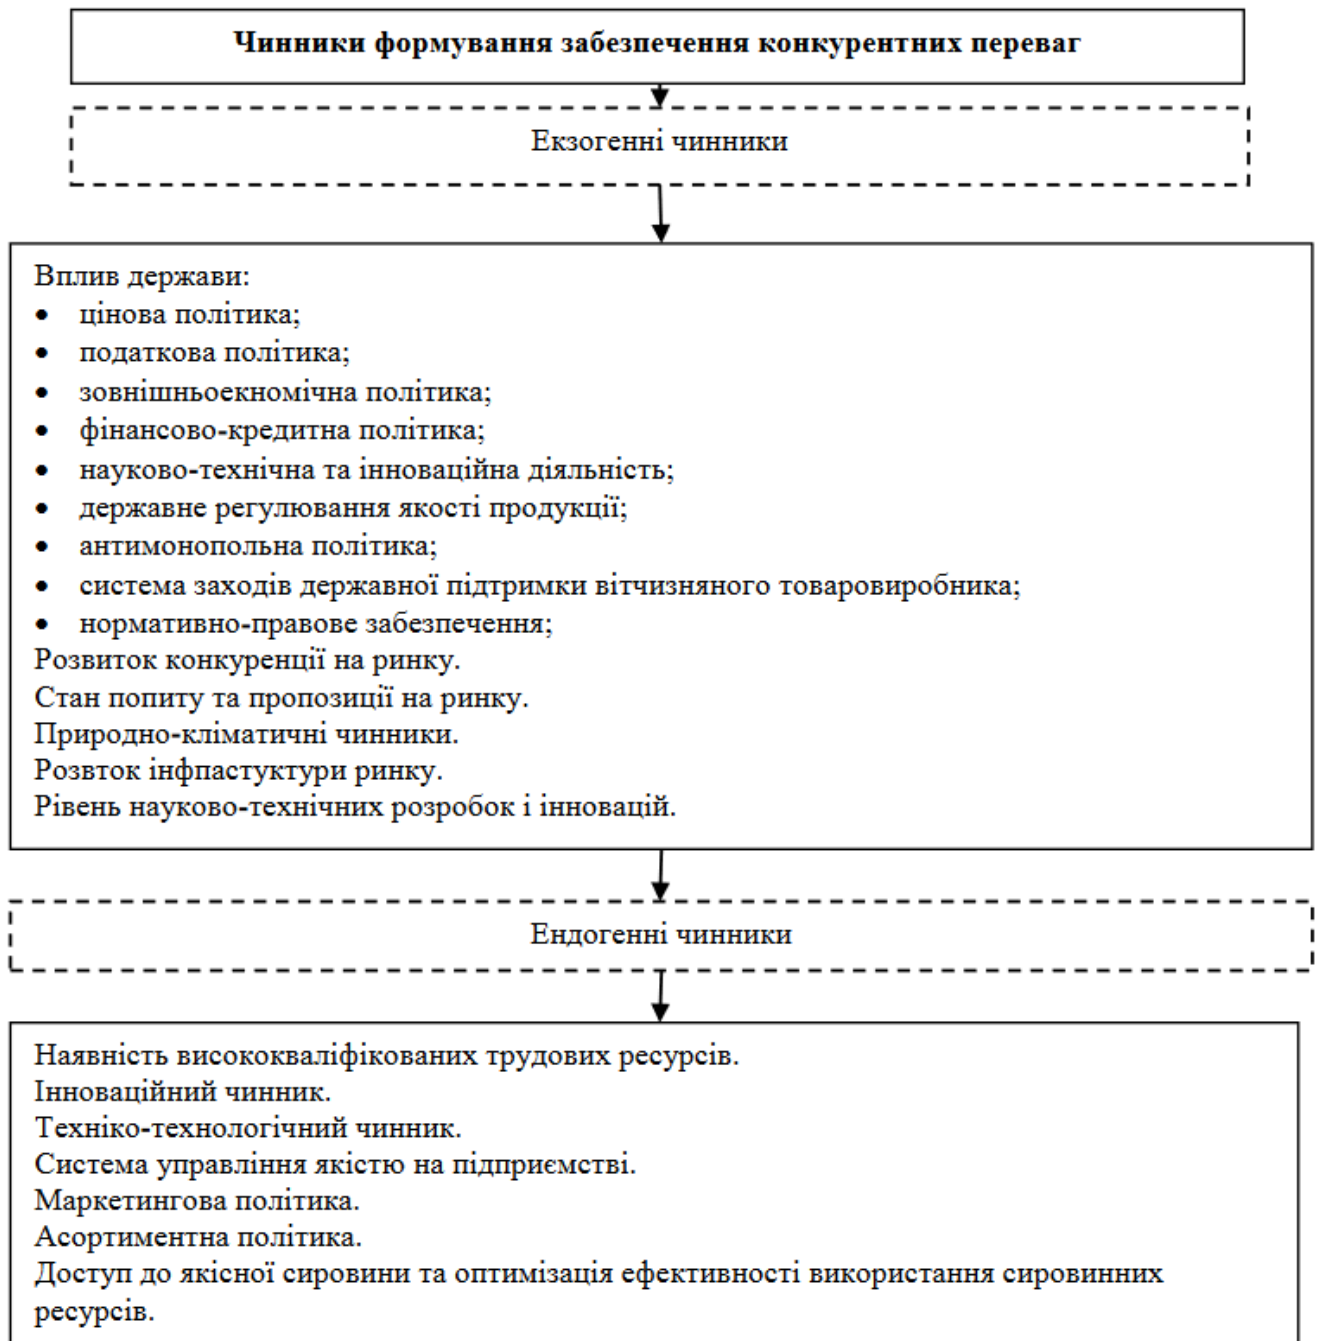 Чинники формування забезпечення конкурентних переваг
Екзогенні чинники
Вплив держави:
• цінова політика;
• податкова політика;
• зовнішньоекномічна політика;
• фінансово-кредитна політика;
• науково-технічна та інноваційна діяльність;
• державне регулювання якості продукції;
• антимонопольна політика;
• система заходів державної підтримки вітчизняного товаровиробника;
• нормативно-правове забезпечення;
Розвиток конкуренції на ринку.
Стан попиту та пропозиції на ринку.
Природно-кліматичні чинники.
Розвток інфпастуктури ринку.
Рівень науково-технічних розробок і інновацій.
Ендогенні чинники
Наявність висококваліфікованих трудових ресурсів.
Інноваційний чинник.
Техніко-технологічний чинник.
Система управління якістю на підприємстві.
Маркетингова політика.
Асортиментна політика.
Доступ до якісної сировини та оптимізація ефективності використання сировинних
ресурсів.